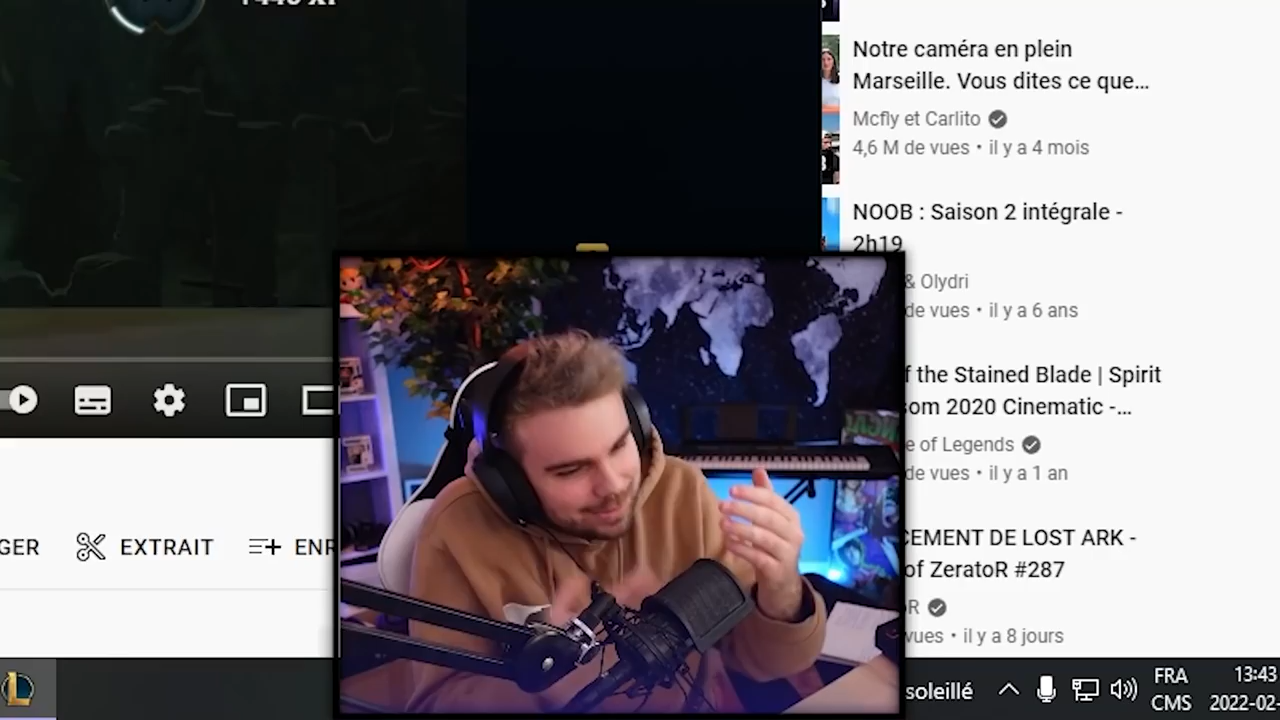 Notre caméra en plein
Marseille. Vous dites ce que...
Mcfly et Carlito
4,6 M de vues • il y a 4 mois
NOOB : Saison 2 intégrale -
2h19
& Olydri
de vues • il y a 6 ans
f the Stained Blade | Spirit
som 2020 Cinematic -...
e of Legends
de vues • il y a 1 an
CEMENT DE LOST ARK -
of ZeratoR #287
R
vues • il y a 8 jours
GER
EXTRAIT
ENR
soleillé
FRA
CMS
13:43
2022-02-